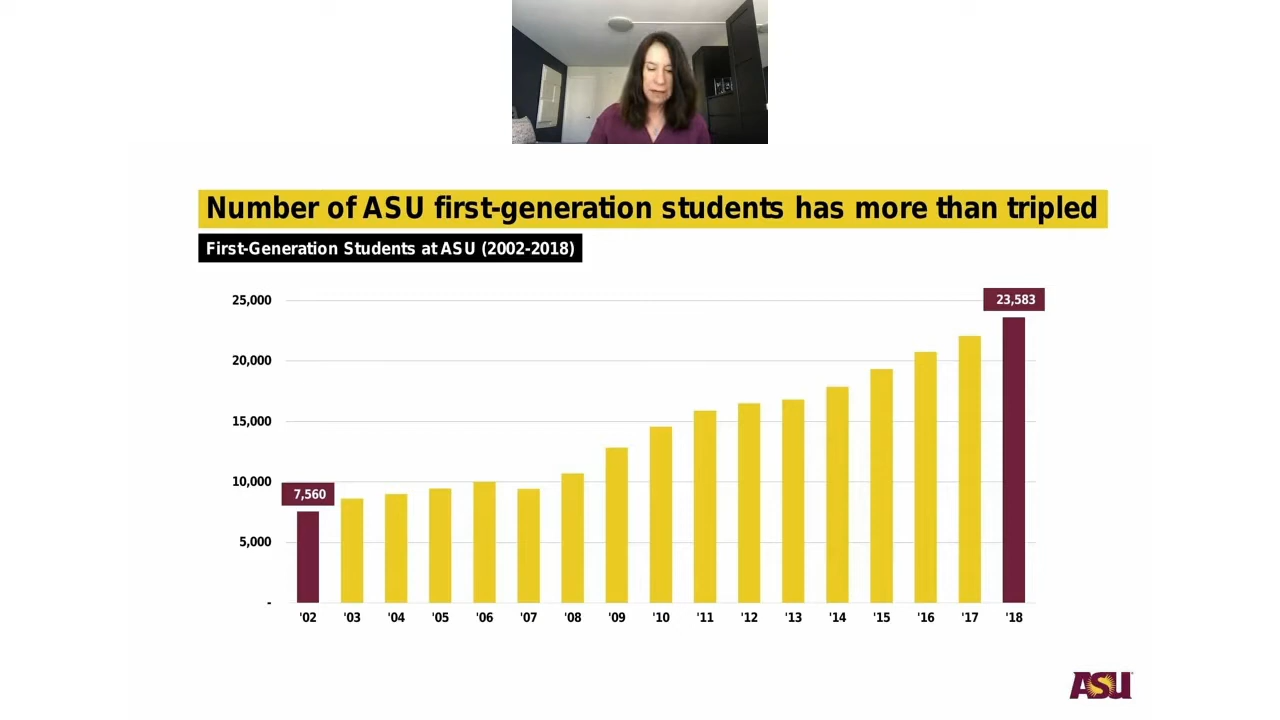 Number of ASU first-generation students has more than tripled
First-Generation Students at ASU (2002-2018)
25,000
23,583
20,000
15,000
10,000
7,560
5,000
-
'02 '03 '04 '05 '06 '07 '08 '09 '10 '11 '12 '13 '14 '15 '16 '17 '18
ASU